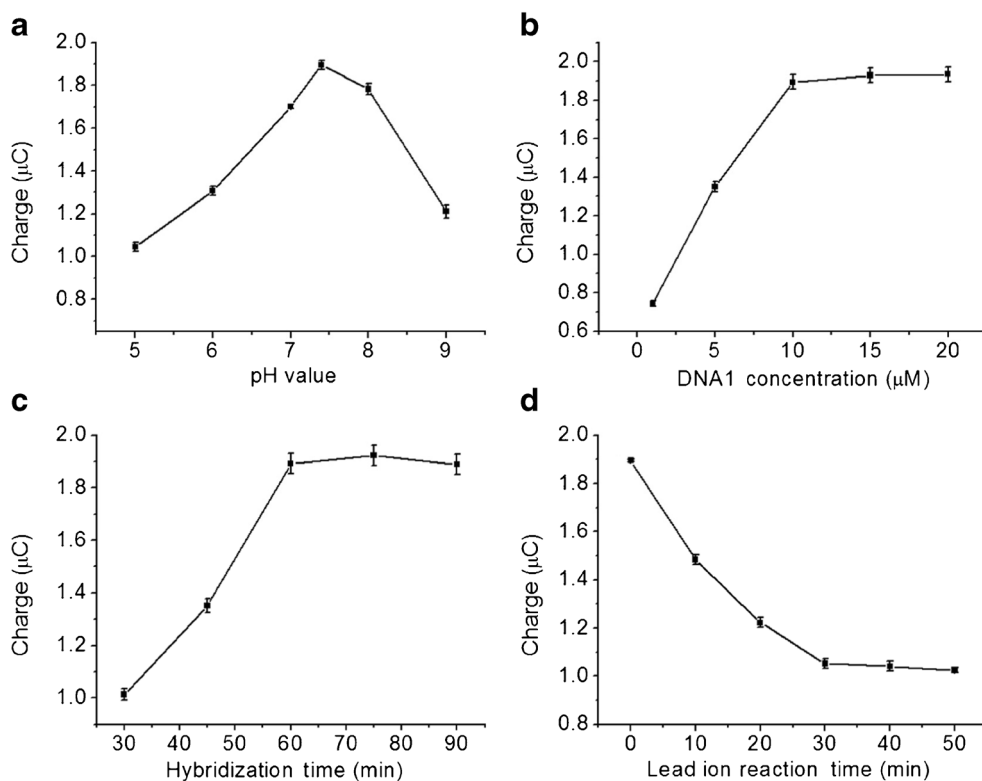 a
2.0
1.8
1.6
1.4
1.2
1.0
0.8
Charge (μC)
5 6 7 8 9
pH value
b
2.0
1.8
1.6
1.4
1.2
1.0
0.8
0.6
Charge (μC)
0 5 10 15 20
DNA1 concentration (μM)
c
2.0
1.8
1.6
1.4
1.2
1.0
Charge (μC)
30 40 50 60 70 80 90
Hybridization time (min)
d
2.0
1.8
1.6
1.4
1.2
1.0
0.8
Charge (μC)
0 10 20 30 40 50
Lead ion reaction time (min)